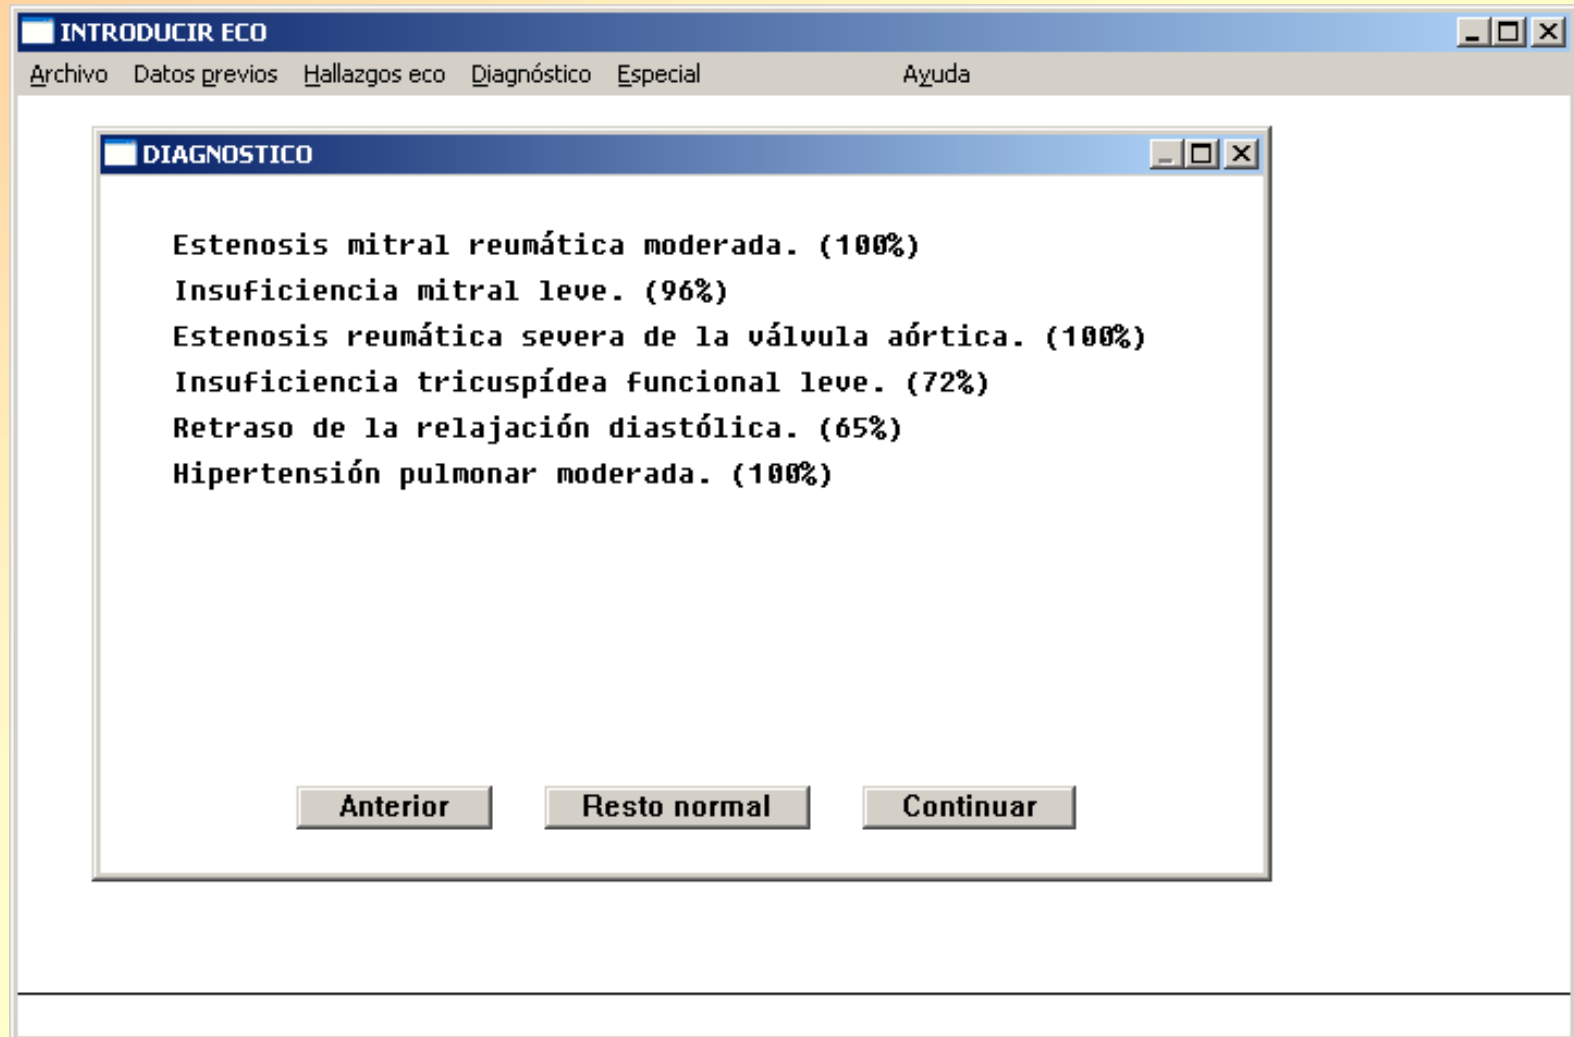 INTRODUCIR ECO
Archivo Datos previos Hallazgos eco Diagnóstico Especial Ayuda
DIAGNOSTICO
Estenosis mitral reumática moderada. (100%)
Insuficiencia mitral leve. (96%)
Estenosis reumática severa de la válvula aórtica. (100%)
Insuficiencia tricuspídea funcional leve. (72%)
Retraso de la relajación diastólica. (65%)
Hipertensión pulmonar moderada. (100%)
Anterior Resto normal Continuar